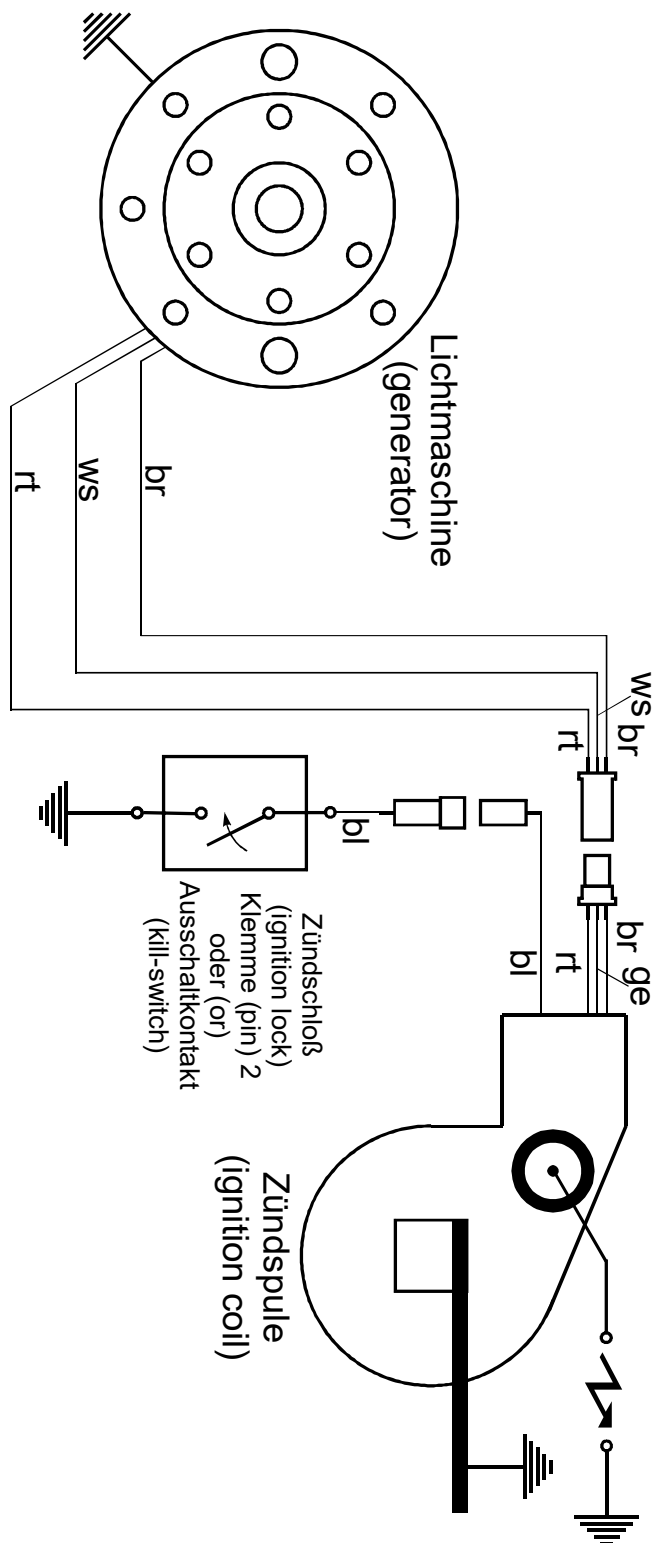 Lichtmaschine
(generator)
br
ws
rt
ws
br
rt
bl
Zündschloß
(ignition lock)
Klemme (pin) 2
oder (or)
Ausschaltkontakt
(kill-switch)
br
ge
rt
bl
Zündspule
(ignition coil)